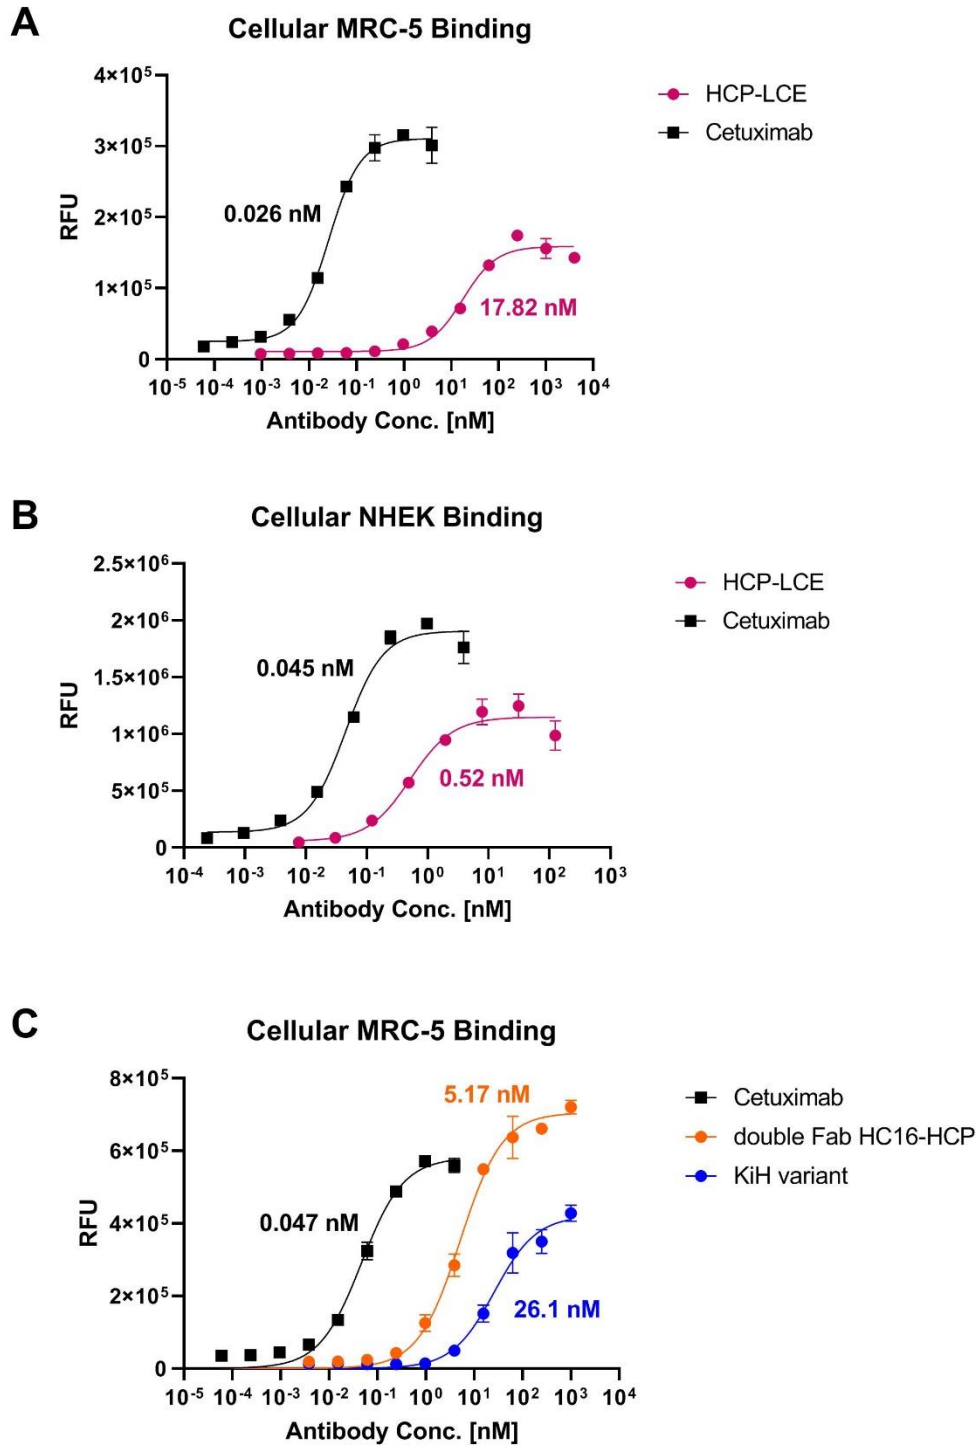 A
Cellular MRC-5 Binding
4×10⁵
3×10⁵
2×10⁵
1×10⁵
0
RFU
0.026 nM
17.82 nM
10⁻⁵ 10⁻⁴ 10⁻³ 10⁻² 10⁻¹ 10⁰ 10¹ 10² 10³ 10⁴
Antibody Conc. [nM]
HCP-LCE
Cetuximab
B
Cellular NHEK Binding
2.5×10⁶
2×10⁶
1.5×10⁶
1×10⁶
5×10⁵
0
RFU
0.045 nM
0.52 nM
10⁻⁴ 10⁻³ 10⁻² 10⁻¹ 10⁰ 10¹ 10² 10³
Antibody Conc. [nM]
HCP-LCE
Cetuximab
C
Cellular MRC-5 Binding
8×10⁵
6×10⁵
4×10⁵
2×10⁵
0
RFU
5.17 nM
0.047 nM
26.1 nM
10⁻⁵ 10⁻⁴ 10⁻³ 10⁻² 10⁻¹ 10⁰ 10¹ 10² 10³ 10⁴
Antibody Conc. [nM]
Cetuximab
double Fab HC16-HCP
KiH variant